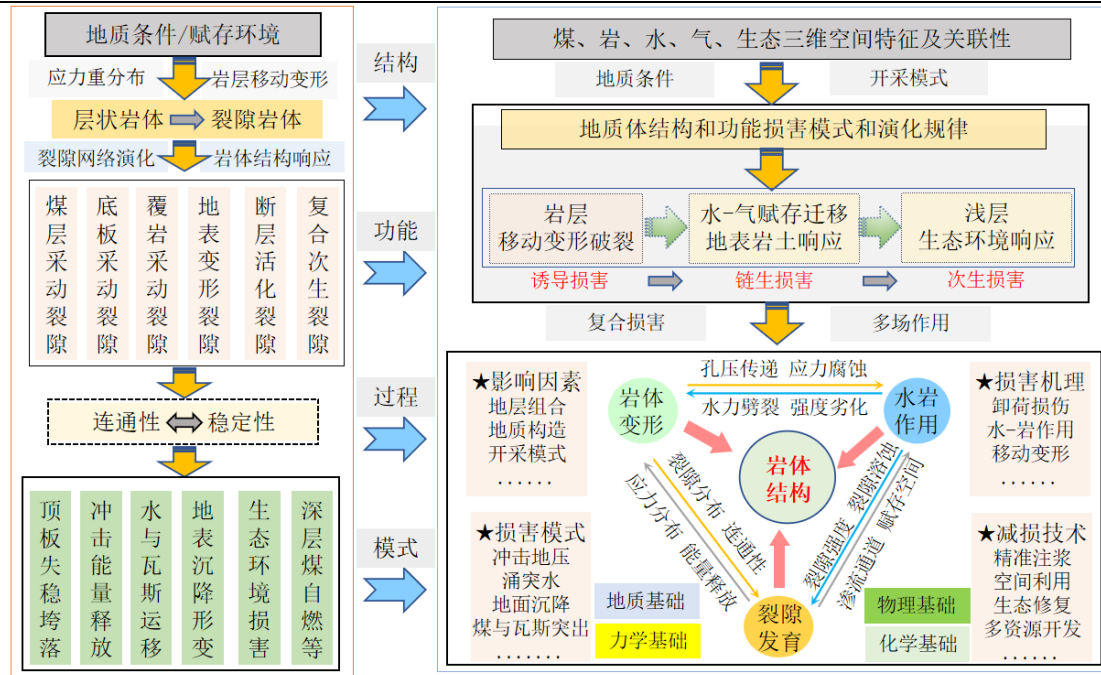 地质条件/赋存环境
应力重分布
岩层移动变形
层状岩体
裂隙岩体
裂隙网络演化
岩体结构响应
煤层采动裂隙
底板采动裂隙
覆岩采动裂隙
地表变形裂隙
断层活化裂隙
复合次生裂隙
连通性
稳定性
顶板失稳垮落
冲击能量释放
水与瓦斯运移
地表沉降形变
生态环境损害
深层煤自燃等
结构
功能
过程
模式
煤、岩、水、气、生态三维空间特征及关联性
地质条件
开采模式
地质体结构和功能损害模式和演化规律
岩层
移动变形破裂
水-气赋存迁移
地表岩土响应
浅层
生态环境响应
诱导损害
链生损害
次生损害
复合损害
多场作用
★影响因素
地层组合
地质构造
开采模式
······
★损害模式
冲击地压
涌突水
地面沉降
煤与瓦斯突出
·······
岩体
变形
孔压传递 应力腐蚀
水力劈裂 强度劣化
水岩
作用
岩体
结构
裂隙分布 连通性
应力分布 能量释放
裂隙强度 裂隙溶蚀
渗流通道 赋存空间
裂隙
发育
地质基础
力学基础
物理基础
化学基础
★损害机理
卸荷损伤
水-岩作用
移动变形
······
★减损技术
精准注浆
空间利用
生态修复
多资源开发
······